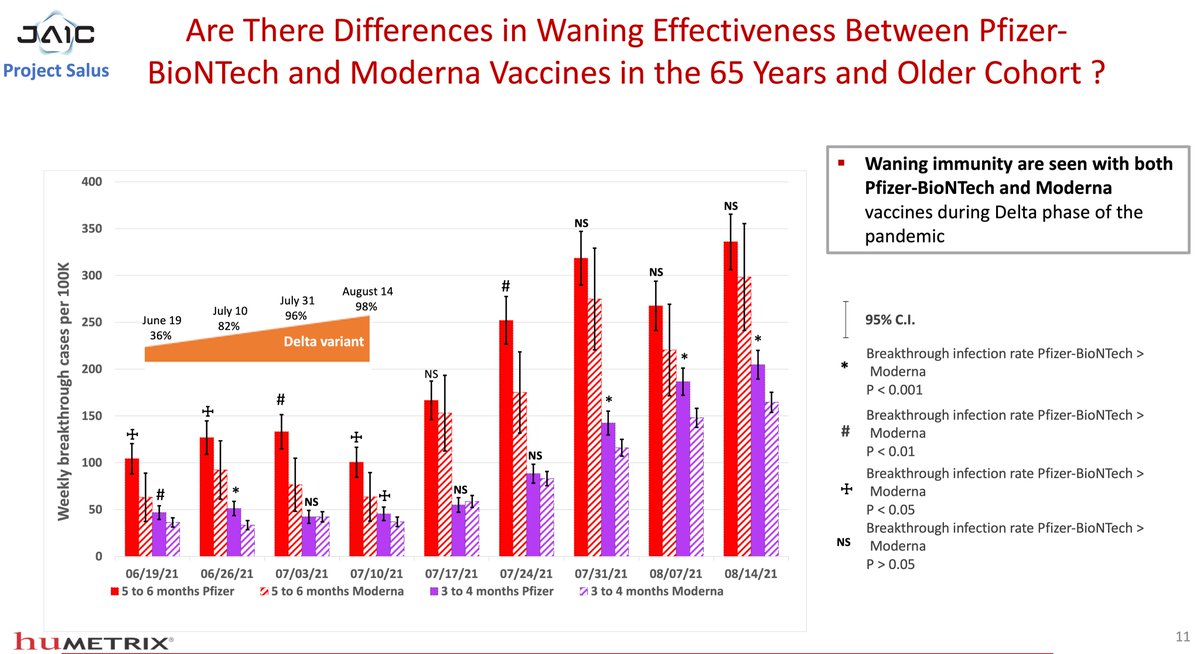 JAIC
Project Salus
Are There Differences in Waning Effectiveness Between Pfizer-
BioNTech and Moderna Vaccines in the 65 Years and Older Cohort ?
▪ Waning immunity are seen with both
Pfizer-BioNTech and Moderna
vaccines during Delta phase of the
pandemic
Weekly breakthrough cases per 100K
400
350
300
250
200
150
100
50
0
June 19
36%
July 10
82%
July 31
96%
August 14
98%
Delta variant
☩ # ☩ * # NS ☩ ☩ NS NS # NS NS * NS * NS *
06/19/21 06/26/21 07/03/21 07/10/21 07/17/21 07/24/21 07/31/21 08/07/21 08/14/21
5 to 6 months Pfizer 5 to 6 months Moderna 3 to 4 months Pfizer 3 to 4 months Moderna
95% C.I.
* Breakthrough infection rate Pfizer-BioNTech >
Moderna
P < 0.001
# Breakthrough infection rate Pfizer-BioNTech >
Moderna
P < 0.01
☩ Breakthrough infection rate Pfizer-BioNTech >
Moderna
P < 0.05
NS Breakthrough infection rate Pfizer-BioNTech >
Moderna
P > 0.05
huMETRIX®
11